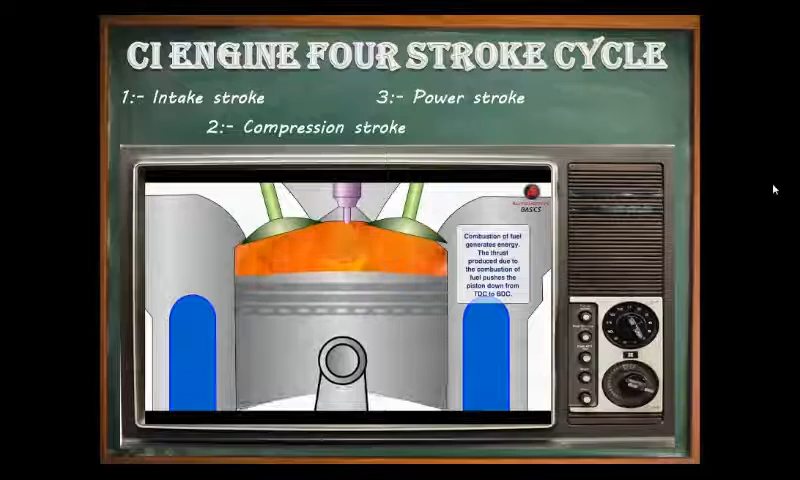 CI ENGINE FOUR STROKE CYCLE
1:- Intake stroke
3:- Power stroke
2:- Compression stroke
BASICS
Combustion of fuel
generates energy.
The thrust
produced due to
the combustion of
fuel pushes the
piston down from
TDC to BDC.